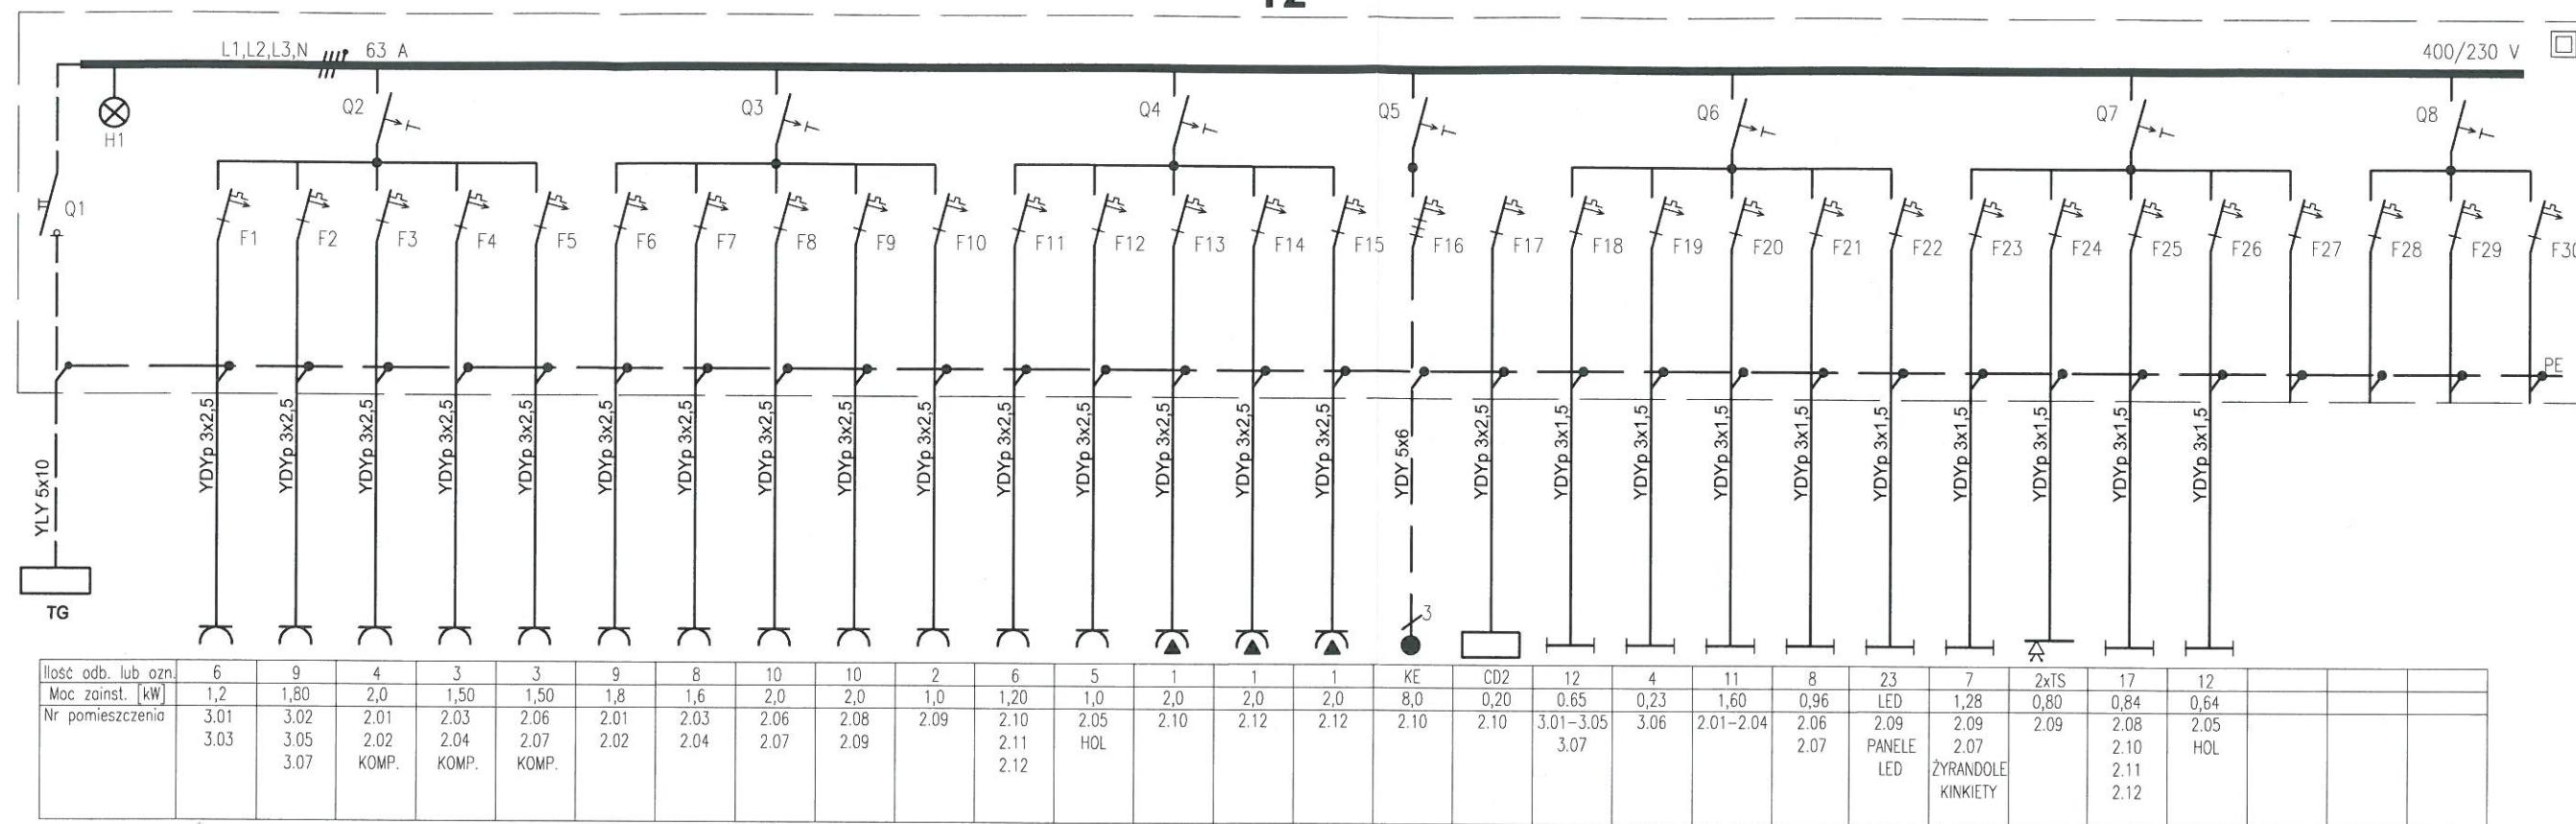 L1,L2,L3,N 63 A 400/230 V
H1
Q1 Q2 Q3 Q4 Q5 Q6 Q7 Q8
F1 F2 F3 F4 F5 F6 F7 F8 F9 F10 F11 F12 F13 F14 F15 F16 F17 F18 F19 F20 F21 F22 F23 F24 F25 F26 F27 F28 F29 F30
PE
YLY 5x10 YDYp 3x2,5 YDYp 3x2,5 YDYp 3x2,5 YDYp 3x2,5 YDYp 3x2,5 YDYp 3x2,5 YDYp 3x2,5 YDYp 3x2,5 YDYp 3x2,5 YDYp 3x2,5 YDYp 3x2,5 YDYp 3x2,5 YDYp 3x2,5 YDYp 3x2,5 YDYp 3x2,5 YDY 5x6 YDYp 3x2,5 YDYp 3x1,5 YDYp 3x1,5 YDYp 3x1,5 YDYp 3x1,5 YDYp 3x1,5 YDYp 3x1,5 YDYp 3x1,5 YDYp 3x1,5 YDYp 3x1,5
TG
3
Ilość odb. lub ozn. 6 9 4 3 3 9 8 10 10 2 6 5 1 1 1 KE CD2 12 4 11 8 23 7 2xTS 17 12
Moc zainst. [kW] 1,2 1,80 2,0 1,50 1,50 1,8 1,6 2,0 2,0 1,0 1,20 1,0 2,0 2,0 2,0 8,0 0,20 0.65 0,23 1,60 0,96 LED 1,28 0,80 0,84 0,64
Nr pomieszczenia 3.01 3.02 2.01 2.03 2.06 2.01 2.03 2.06 2.08 2.09 2.10 2.05 2.10 2.12 2.12 2.10 2.10 3.01-3.05 3.06 2.01-2.04 2.06 2.09 2.09 2.09 2.08 2.05
3.03 3.05 2.02 2.04 2.07 2.02 2.04 2.07 2.09 2.11 HOL 3.07 2.07 PANELE 2.07 2.10 HOL
3.07 KOMP. KOMP. KOMP. 2.12 LED ŻYRANDOLE 2.11
KINKIETY 2.12